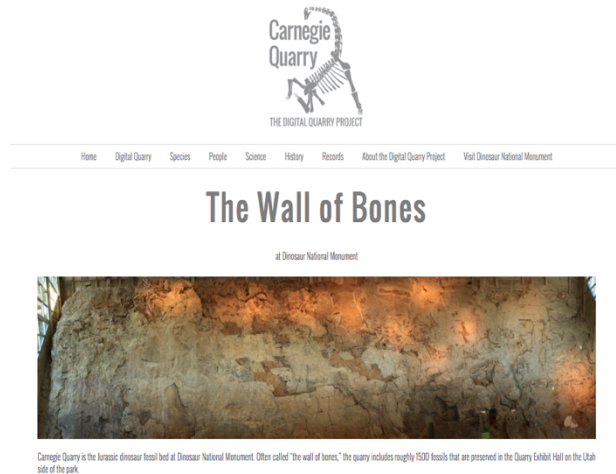 Carnegie
Quarry
THE DIGITAL QUARRY PROJECT
Home Digital Quarry Species People Science History Records About the Digital Quarry Project Visit Dinosaur National Monument
The Wall of Bones
at Dinosaur National Monument
Carnegie Quarry is the Jurassic dinosaur fossil bed at Dinosaur National Monument. Often called "the wall of bones," the quarry includes roughly 1500 fossils that are preserved in the Quarry Exhibit Hall on the Utah
side of the park.